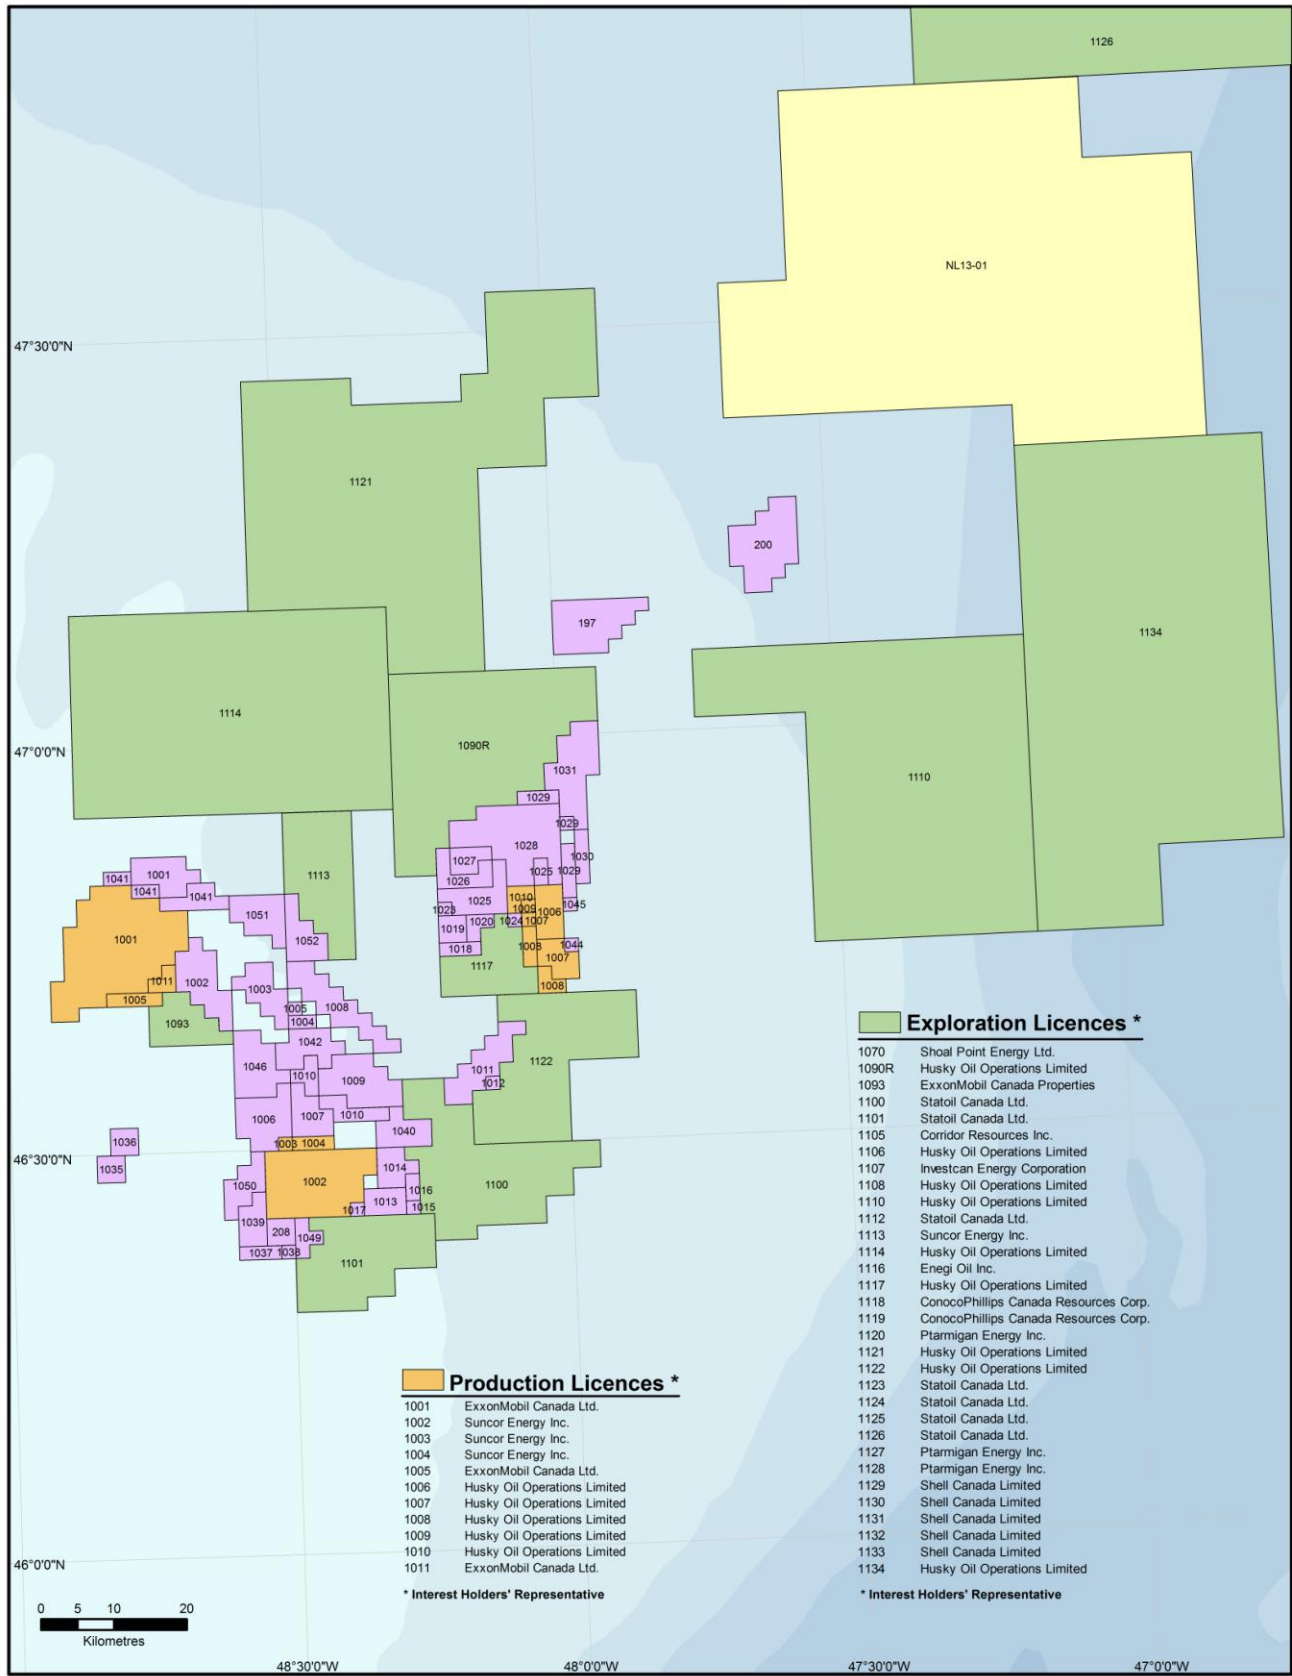 1126
NL13-01
47°30'0"N
1121
200
197
1134
1114
47°0'0"N
1090R
1031
1110
1029
1029
1028
1041
1001
1027
1030
1113
1025
1029
1041
1041
1026
1010
1051
1023
1025
1009
1006
1045
1001
1052
1019
1020
1024
1007
1018
1008
1044
1011
1002
1003
1117
1007
1005
1005
1008
1008
1093
1004
1042
1122
1046
1010
1009
1011
1012
1006
1007
1010
1036
1003
1004
1040
46°30'0"N
1035
1014
1050
1002
1016
1100
1017
1013
1015
1039
208
1049
1037
1038
1101
Exploration Licences *
1070 Shoal Point Energy Ltd.
1090R Husky Oil Operations Limited
1093 ExxonMobil Canada Properties
1100 Statoil Canada Ltd.
1101 Statoil Canada Ltd.
1105 Corridor Resources Inc.
1106 Husky Oil Operations Limited
1107 Investcan Energy Corporation
1108 Husky Oil Operations Limited
1110 Husky Oil Operations Limited
1112 Statoil Canada Ltd.
1113 Suncor Energy Inc.
1114 Husky Oil Operations Limited
1116 Enegi Oil Inc.
1117 Husky Oil Operations Limited
1118 ConocoPhillips Canada Resources Corp.
1119 ConocoPhillips Canada Resources Corp.
1120 Ptarmigan Energy Inc.
1121 Husky Oil Operations Limited
1122 Husky Oil Operations Limited
1123 Statoil Canada Ltd.
1124 Statoil Canada Ltd.
1125 Statoil Canada Ltd.
1126 Statoil Canada Ltd.
1127 Ptarmigan Energy Inc.
1128 Ptarmigan Energy Inc.
1129 Shell Canada Limited
1130 Shell Canada Limited
1131 Shell Canada Limited
1132 Shell Canada Limited
1133 Shell Canada Limited
1134 Husky Oil Operations Limited
* Interest Holders' Representative
Production Licences *
1001 ExxonMobil Canada Ltd.
1002 Suncor Energy Inc.
1003 Suncor Energy Inc.
1004 Suncor Energy Inc.
1005 ExxonMobil Canada Ltd.
1006 Husky Oil Operations Limited
1007 Husky Oil Operations Limited
1008 Husky Oil Operations Limited
1009 Husky Oil Operations Limited
1010 Husky Oil Operations Limited
1011 ExxonMobil Canada Ltd.
* Interest Holders' Representative
46°0'0"N
0 5 10 20
Kilometres
48°30'0"W
48°0'0"W
47°30'0"W
47°0'0"W